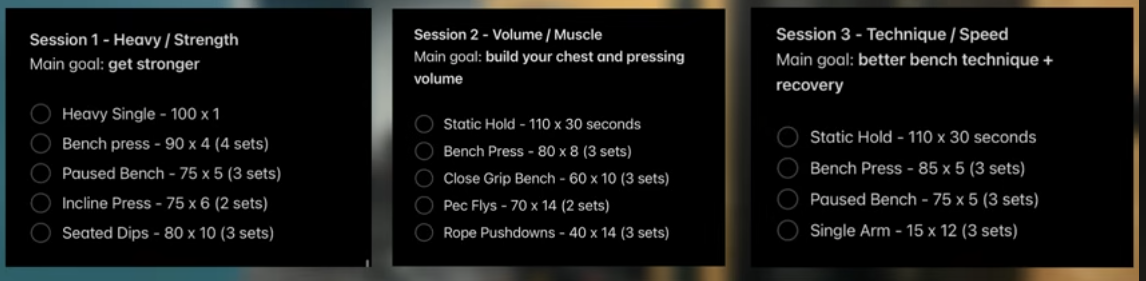 Session 1 - Heavy / Strength
Main goal: get stronger
Heavy Single - 100 x 1
Bench press - 90 x 4 (4 sets)
Paused Bench - 75 x 5 (3 sets)
Incline Press - 75 x 6 (2 sets)
Seated Dips - 80 x 10 (3 sets)
Session 2 - Volume / Muscle
Main goal: build your chest and pressing
volume
Static Hold - 110 x 30 seconds
Bench Press - 80 x 8 (3 sets)
Close Grip Bench - 60 x 10 (3 sets)
Pec Flys - 70 x 14 (2 sets)
Rope Pushdowns - 40 x 14 (3 sets)
Session 3 - Technique / Speed
Main goal: better bench technique +
recovery
Static Hold - 110 x 30 seconds
Bench Press - 85 x 5 (3 sets)
Paused Bench - 75 x 5 (3 sets)
Single Arm - 15 x 12 (3 sets)